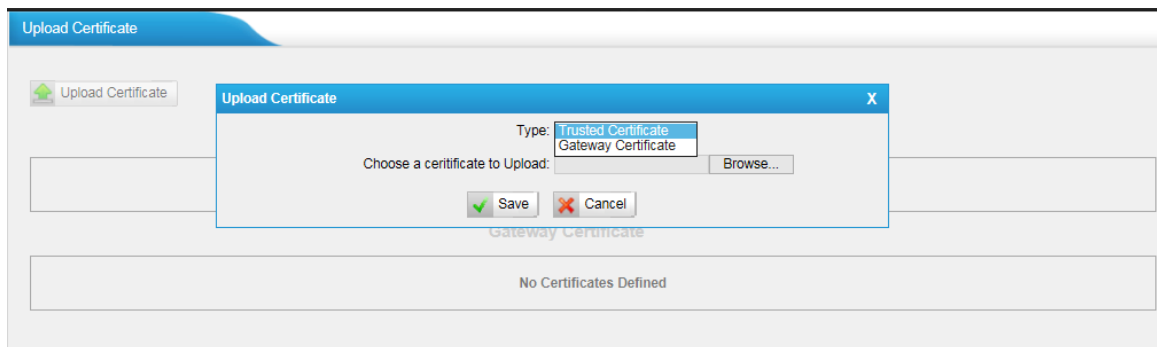 Upload Certificate
Upload Certificate
Upload Certificate X
Type: Trusted Certificate
Gateway Certificate
Choose a ceritificate to Upload: Browse...
Save Cancel
Gateway Certificate
No Certificates Defined